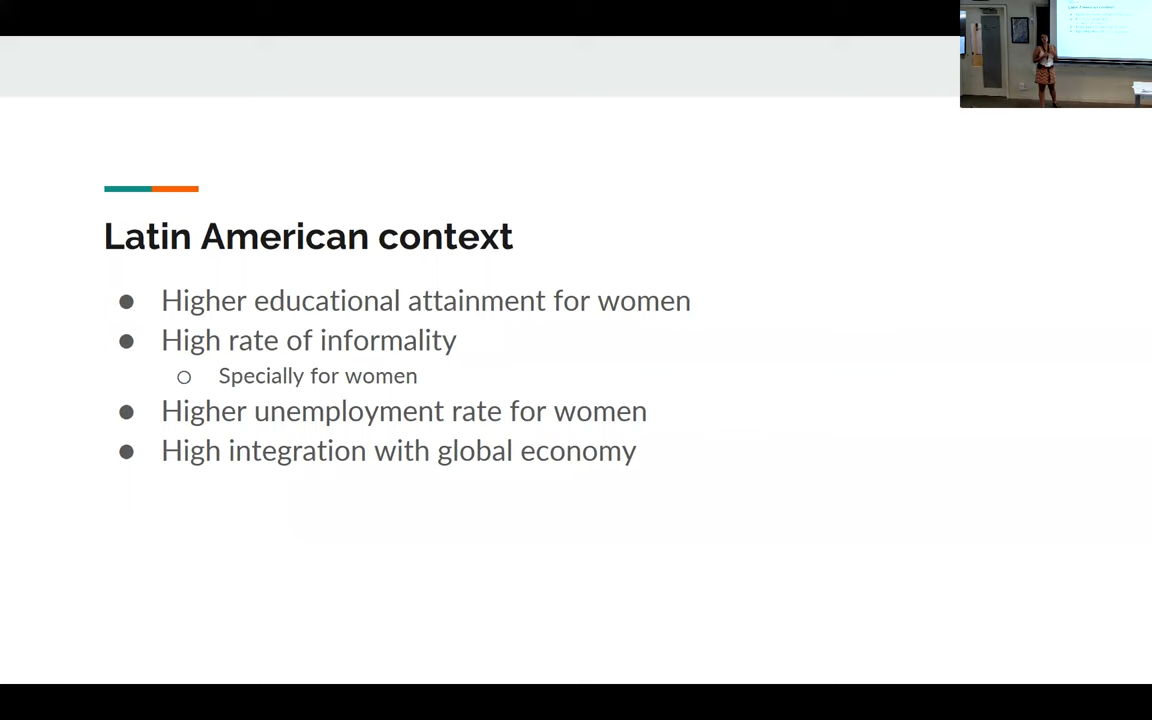 Latin American context
● Higher educational attainment for women
● High rate of informality
○ Specially for women
● Higher unemployment rate for women
● High integration with global economy